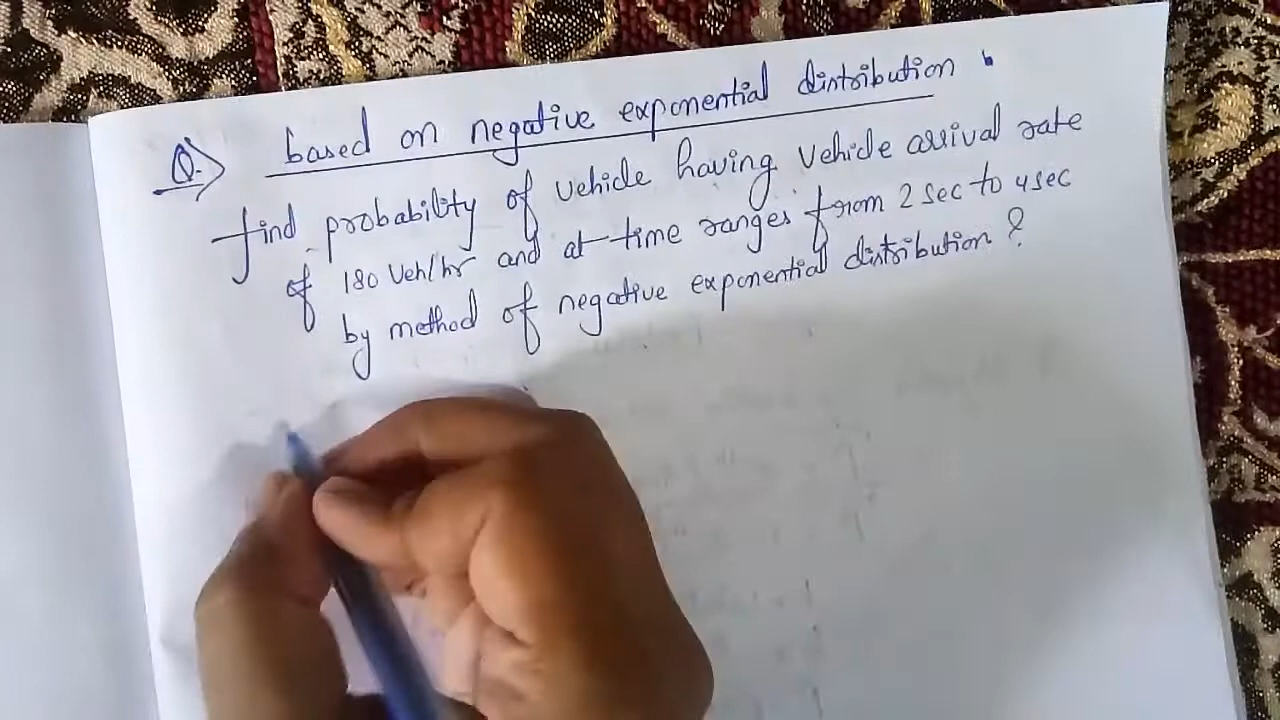 Q.> based on negative exponential distribution.
find probability of vehicle having vehicle arrival rate
of 180 Veh/hr and at time ranges from 2 sec to 4 sec
by method of negative exponential distribution ?